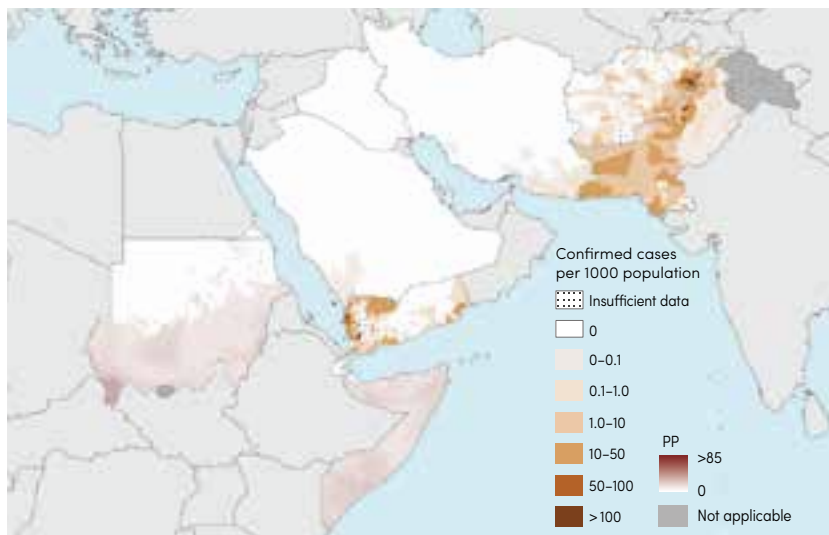 Confirmed cases
per 1000 population
Insufficient data
0
0–0.1
0.1–1.0
1.0–10
10–50
50–100
>100
PP
>85
0
Not applicable